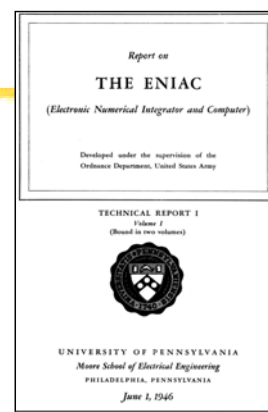 Report on
THE ENIAC
(Electronic Numerical Integrator and Computer)
Developed under the supervision of the
Ordnance Department, United States Army
TECHNICAL REPORT I
Volume I
(Bound in two volumes)
UNIVERSITY OF PENNSYLVANIA
Moore School of Electrical Engineering
PHILADELPHIA, PENNSYLVANIA
June 1, 1946